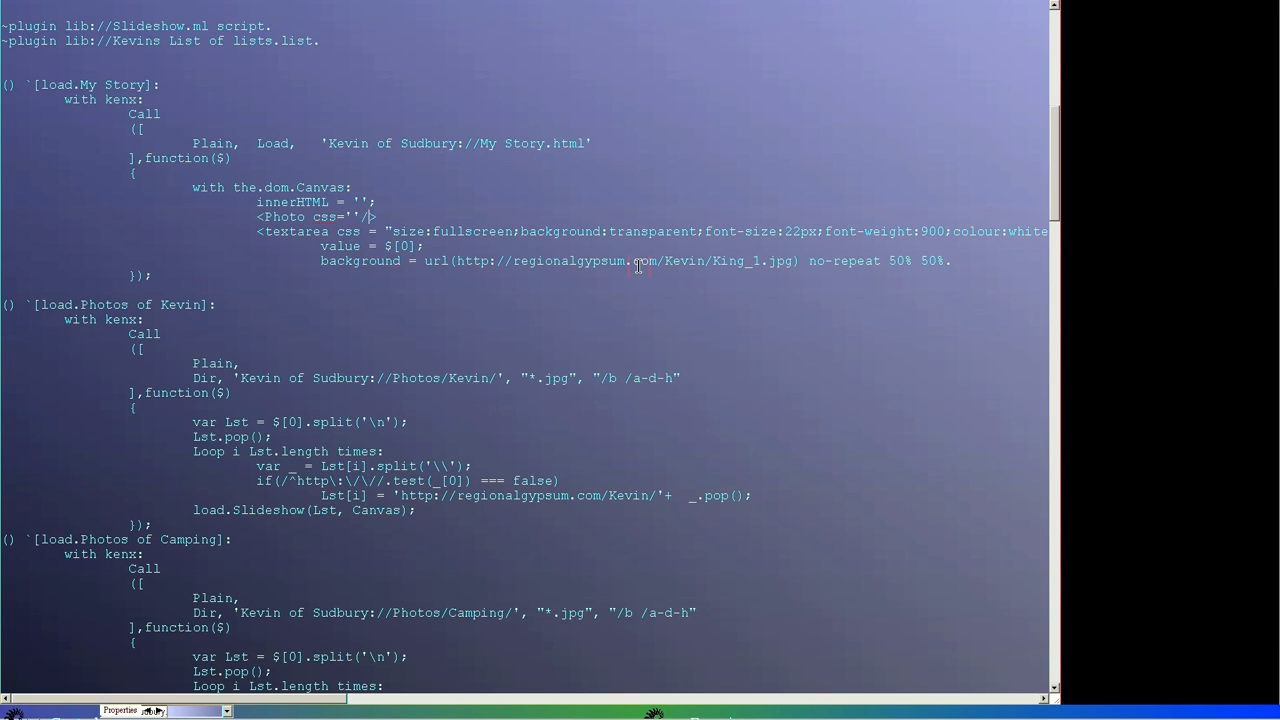 ~plugin lib://Slideshow.ml script.
~plugin lib://Kevins List of lists.list.
() `[load.My Story]:
with kenx:
Call
([
Plain, Load, 'Kevin of Sudbury://My Story.html'
],function($)
{
with the.dom.Canvas:
innerHTML = '';
<Photo css=''/>
<textarea css = "size:fullscreen;background:transparent;font-size:22px;font-weight:900;colour:white
value = $[0];
background = url(http://regionalgypsum.com/Kevin/King_1.jpg) no-repeat 50% 50%.
});
() `[load.Photos of Kevin]:
with kenx:
Call
([
Plain,
Dir, 'Kevin of Sudbury://Photos/Kevin/', "*.jpg", "/b /a-d-h"
],function($)
{
var Lst = $[0].split('\n');
Lst.pop();
Loop i Lst.length times:
var _ = Lst[i].split('\\');
if(/^http\:\/\//.test(_[0]) === false)
Lst[i] = 'http://regionalgypsum.com/Kevin/'+ _.pop();
load.Slideshow(Lst, Canvas);
});
() `[load.Photos of Camping]:
with kenx:
Call
([
Plain,
Dir, 'Kevin of Sudbury://Photos/Camping/', "*.jpg", "/b /a-d-h"
],function($)
{
var Lst = $[0].split('\n');
Lst.pop();
Loop i Lst.length times:
Properties